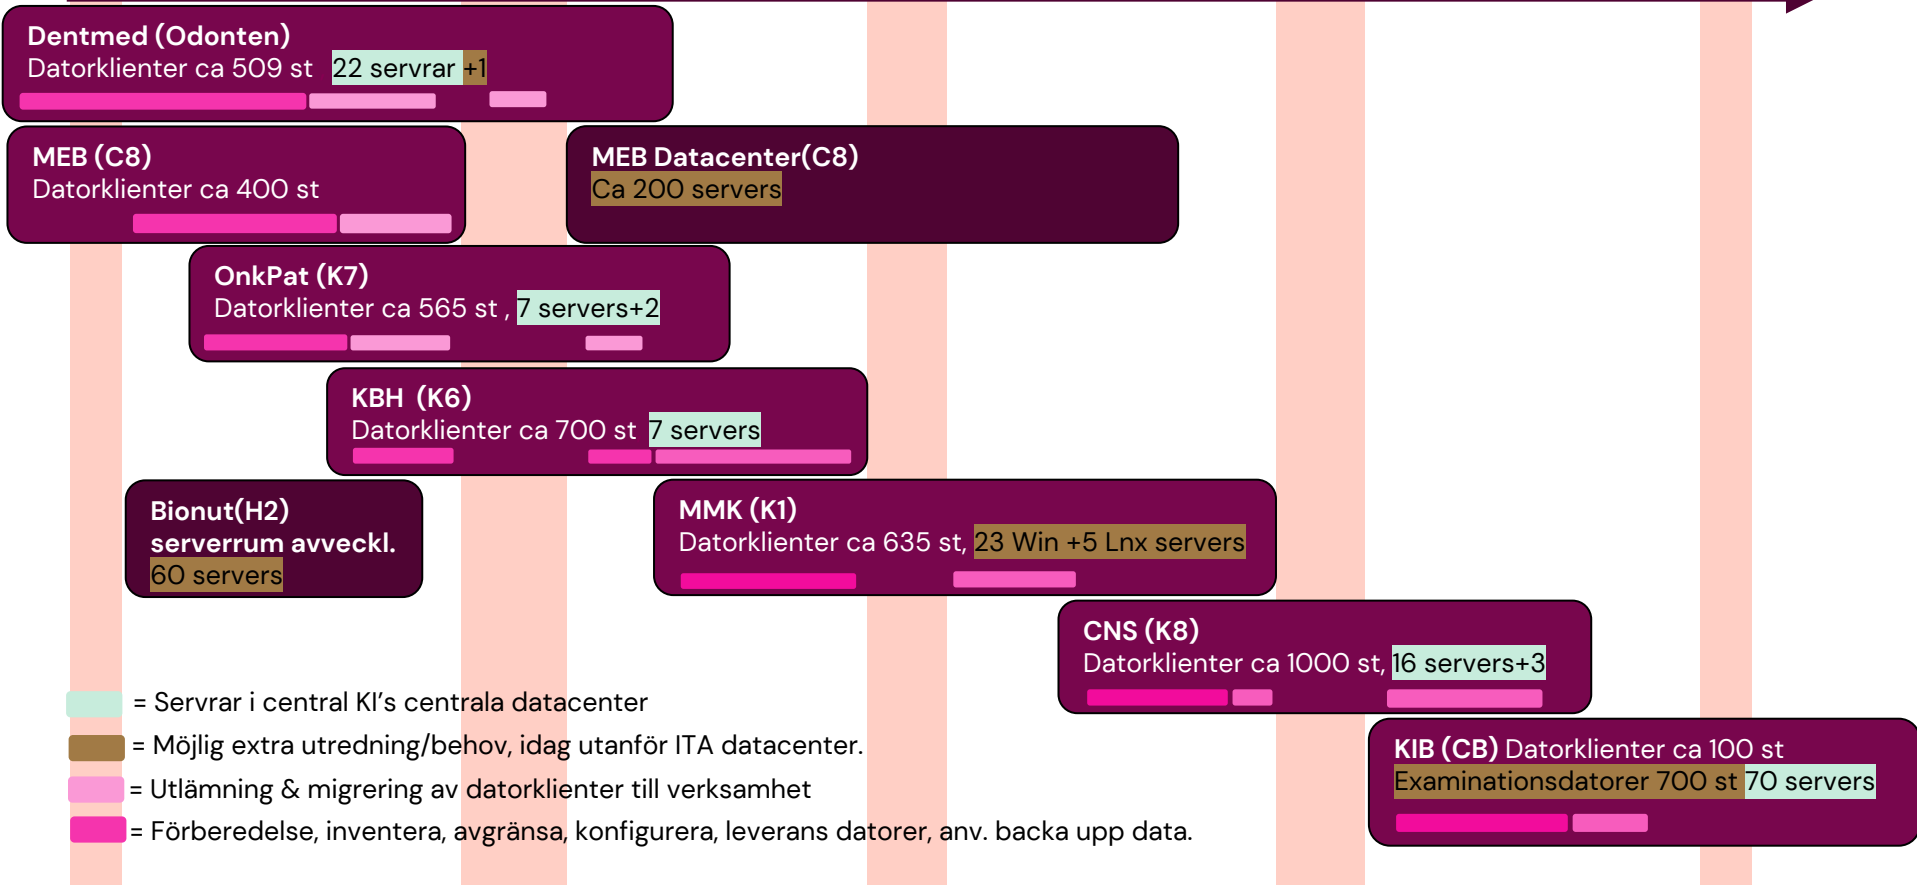 Dentmed (Odonten)
Datorklienter ca 509 st 22 servrar +1
MEB (C8)
Datorklienter ca 400 st
MEB Datacenter(C8)
Ca 200 servers
OnkPat (K7)
Datorklienter ca 565 st , 7 servers+2
KBH (K6)
Datorklienter ca 700 st 7 servers
Bionut(H2)
serverrum avveckl.
60 servers
MMK (K1)
Datorklienter ca 635 st, 23 Win +5 Lnx servers
CNS (K8)
Datorklienter ca 1000 st, 16 servers+3
KIB (CB) Datorklienter ca 100 st
Examinationsdatorer 700 st 70 servers
= Servrar i central KI's centrala datacenter
= Möjlig extra utredning/behov, idag utanför ITA datacenter.
= Utlämning & migrering av datorklienter till verksamhet
= Förberedelse, inventera, avgränsa, konfigurera, leverans datorer, anv. backa upp data.